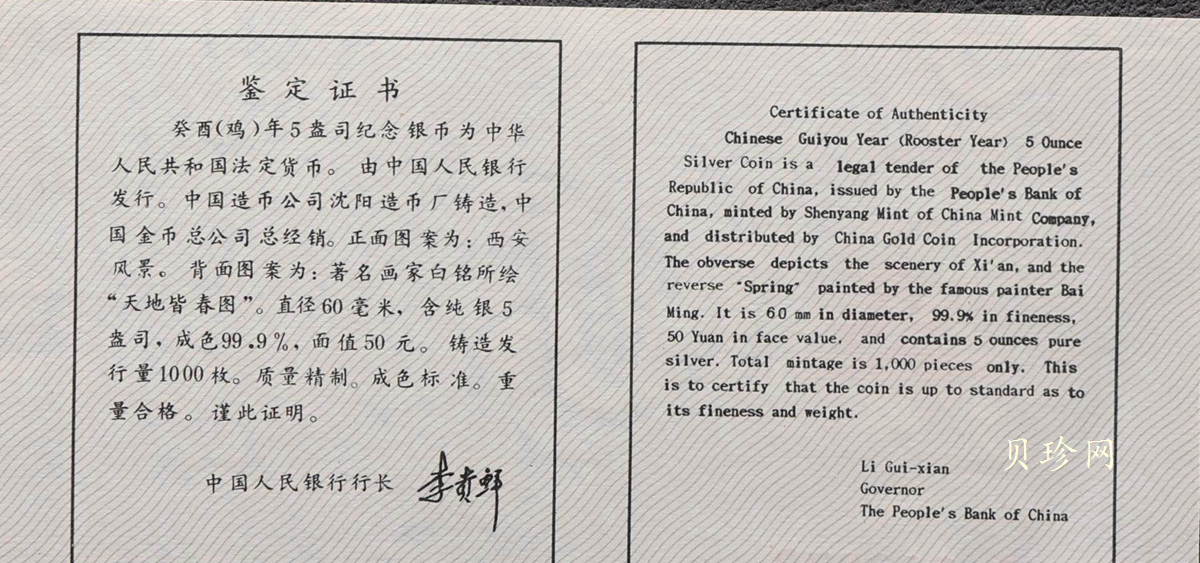 鉴定证书
癸酉(鸡)年5盎司纪念银币为中华
人民共和国法定货币。由中国人民银行
发行。中国造币公司沈阳造币厂铸造,中
国金币总公司总经销。正面图案为:西安
风景。背面图案为:著名画家白铭所绘
“天地皆春图”。直径60毫米,含纯银5
盎司,成色99.9%,面值50元。铸造发
行量1000枚。质量精制。成色标准。重
量合格。谨此证明。
中国人民银行行长 李贵鲜
Certificate of Authenticity
Chinese Guiyou Year (Rooster Year) 5 Ounce
Silver Coin is a legal tender of the People's
Republic of China, issued by the People's Bank of
China, minted by Shenyang Mint of China Mint Company,
and distributed by China Gold Coin Incorporation.
The obverse depicts the scenery of Xi'an, and the
reverse "Spring" painted by the famous painter Bai
Ming. It is 60 mm in diameter, 99.9% in fineness,
50 Yuan in face value, and contains 5 ounces pure
silver. Total mintage is 1,000 pieces only. This
is to certify that the coin is up to standard as to
its fineness and weight.
Li Gui-xian
Governor
The People's Bank of China
贝珍网